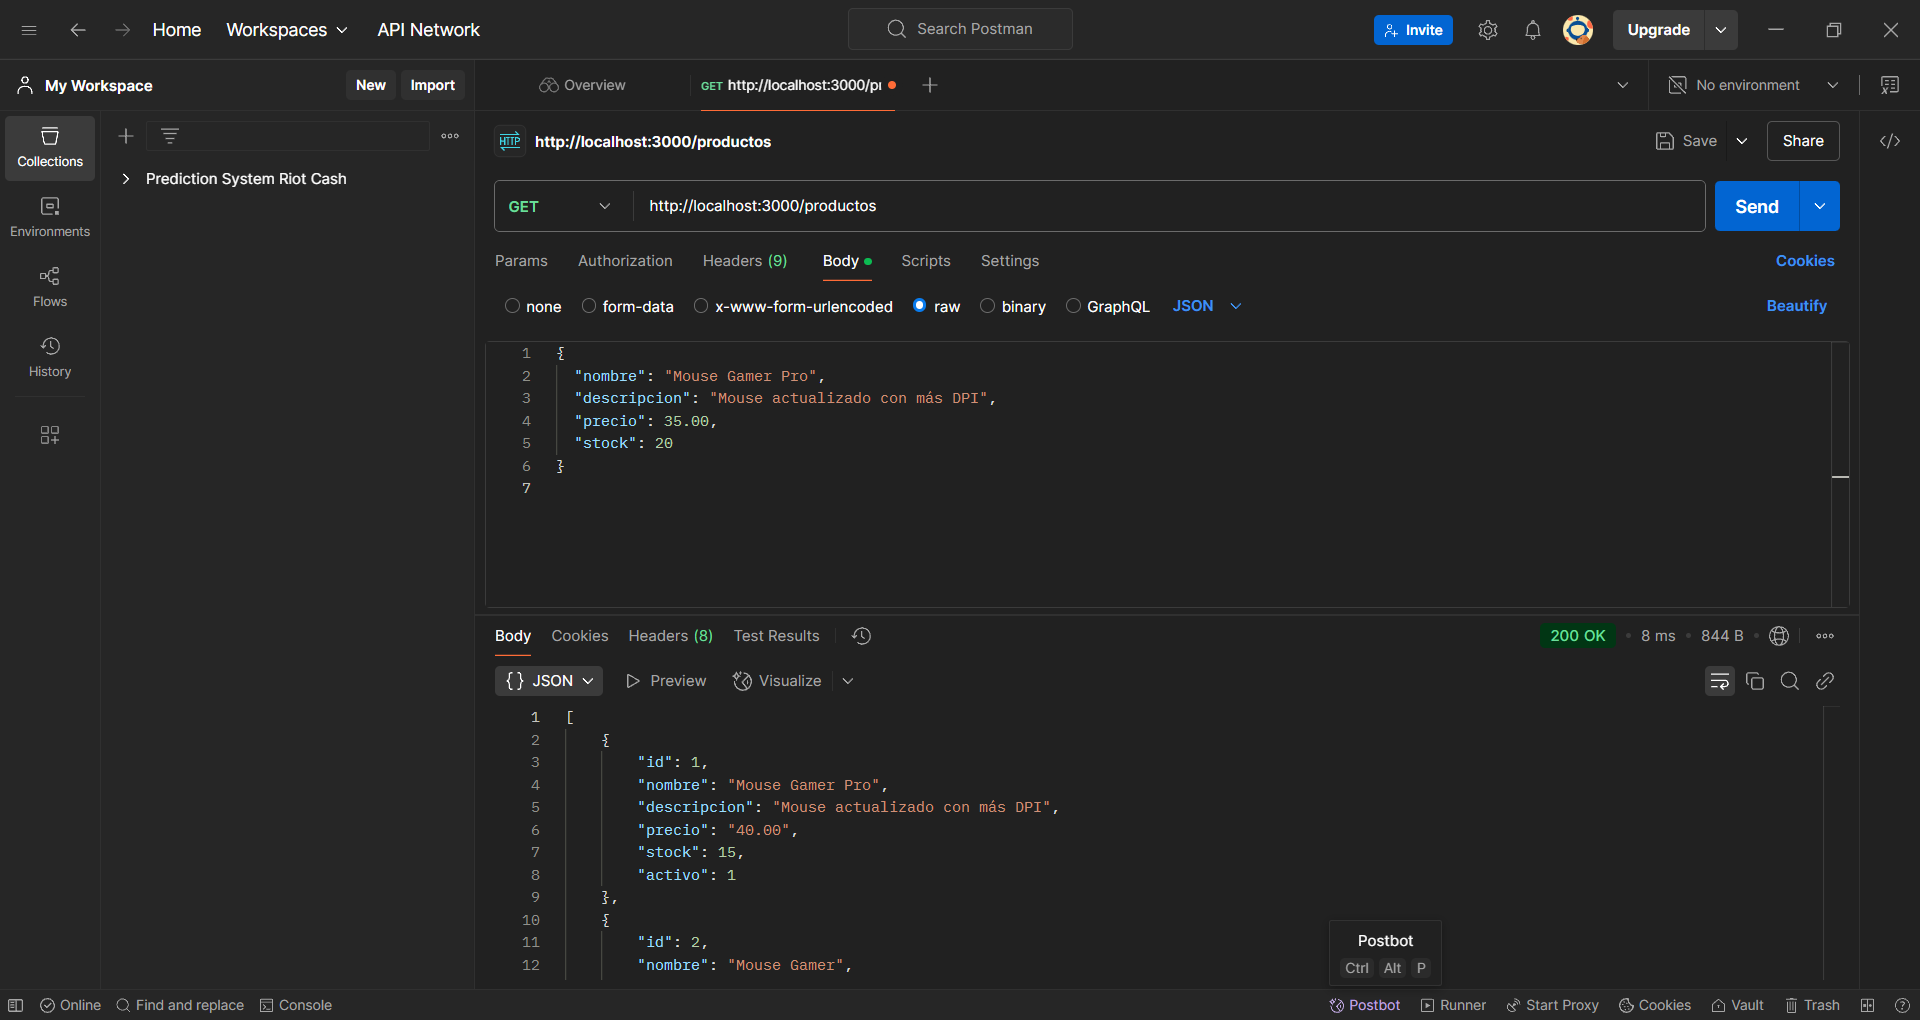 Home Workspaces API Network Search Postman Invite Upgrade
My Workspace New Import Overview GET http://localhost:3000/pr No environment
Collections
Environments
Flows
History
Prediction System Riot Cash
HTTP http://localhost:3000/productos Save Share
GET http://localhost:3000/productos Send
Params Authorization Headers (9) Body Scripts Settings Cookies
none form-data x-www-form-urlencoded raw binary GraphQL JSON Beautify
1 {
2 "nombre": "Mouse Gamer Pro",
3 "descripcion": "Mouse actualizado con más DPI",
4 "precio": 35.00,
5 "stock": 20
6 }
7
Body Cookies Headers (8) Test Results 200 OK 8 ms 844 B
{} JSON Preview Visualize
1 [
2 {
3 "id": 1,
4 "nombre": "Mouse Gamer Pro",
5 "descripcion": "Mouse actualizado con más DPI",
6 "precio": "40.00",
7 "stock": 15,
8 "activo": 1
9 },
10 {
11 "id": 2,
12 "nombre": "Mouse Gamer",
Postbot
Ctrl Alt P
Online Find and replace Console Postbot Runner Start Proxy Cookies Vault Trash